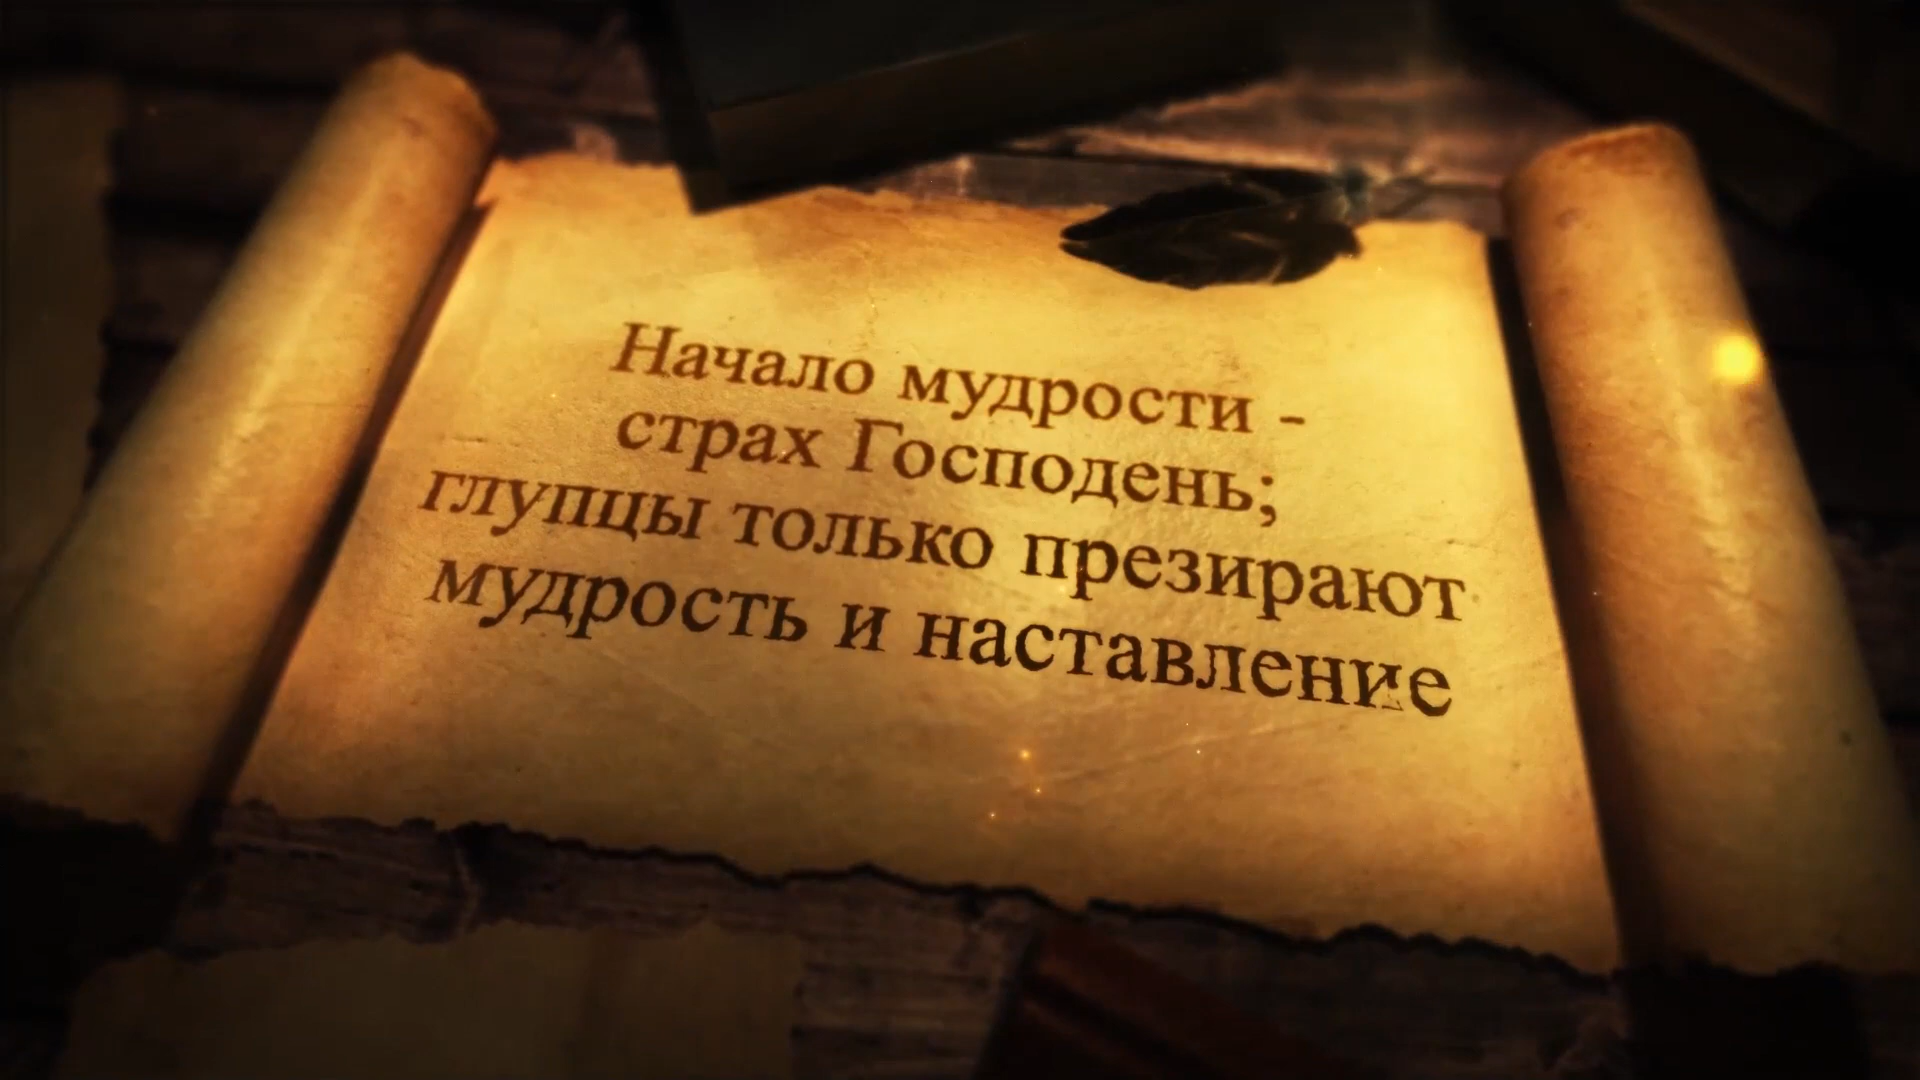 Начало мудрости -
страх Господень;
глупцы только презирают
мудрость и наставление